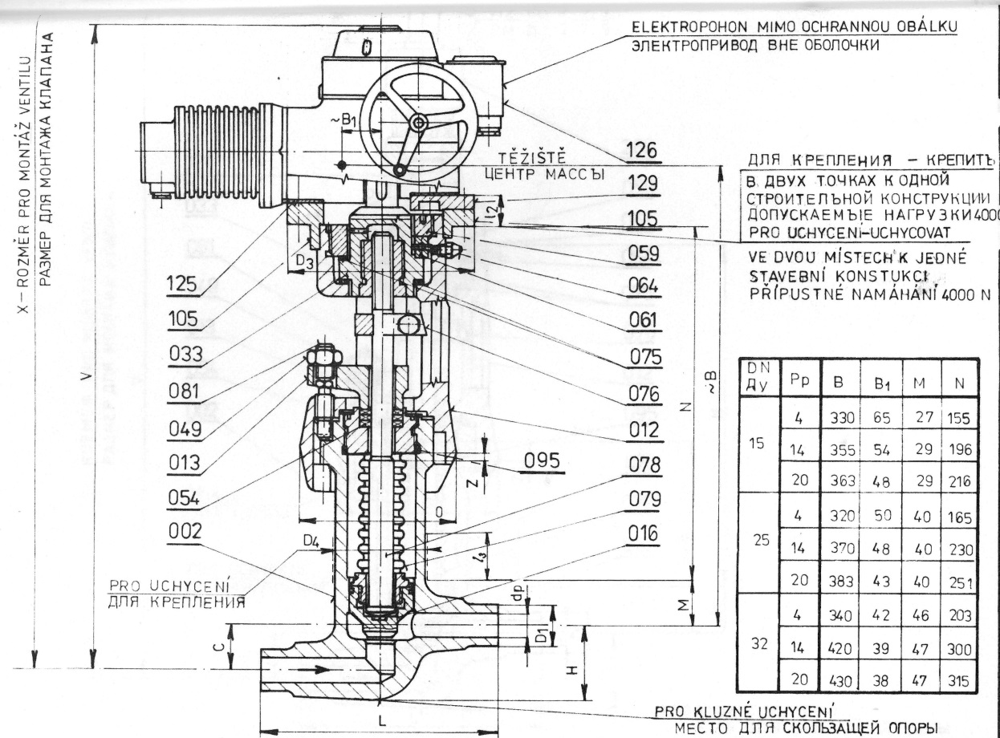 ELEKTROPOHON MIMO OCHRANNOU OBÁLKU
ЭЛЕКТРОПРИВОД ВНЕ ОБОЛОЧКИ
X – ROZMĚR PRO MONTÁŽ VENTILU
РАЗМЕР ДЛЯ МОНТАЖА КЛАПАНА
V
~B1
TĚŽIŠTĚ
ЦЕНТР МАССЫ
126
129
105
059
064
061
075
076
012
095
078
079
016
ДЛЯ КРЕПЛЕНИЯ – КРЕПИТЬ
В ДВУХ ТОЧКАХ К ОДНОЙ
СТРОИТЕЛЬНОЙ КОНСТРУКЦИИ
ДОПУСКАЕМЫЕ НАГРУЗКИ 4000
PRO UCHYCENÍ-UCHYCOVAT
VE DVOU MÍSTECH K JEDNÉ
STAVEBNÍ KONSTUKCI
PŘÍPUSTNÉ NAMÁHÁNÍ 4000 N
l2
D3
125
105
033
081
049
013
054
002
N
~B
Z
O
D4
l3
PRO UCHYCENÍ
ДЛЯ КРЕПЛЕНИЯ
dp
D1
M
C
H
L
PRO KLUZNÉ UCHYCENÍ
МЕСТО ДЛЯ СКОЛЬЗАЩЕЙ ОПОРЫ
DN Ду Pp B B1 M N
15 4 330 65 27 155
14 355 54 29 196
20 363 48 29 216
25 4 320 50 40 165
14 370 48 40 230
20 383 43 40 251
32 4 340 42 46 203
14 420 39 47 300
20 430 38 47 315